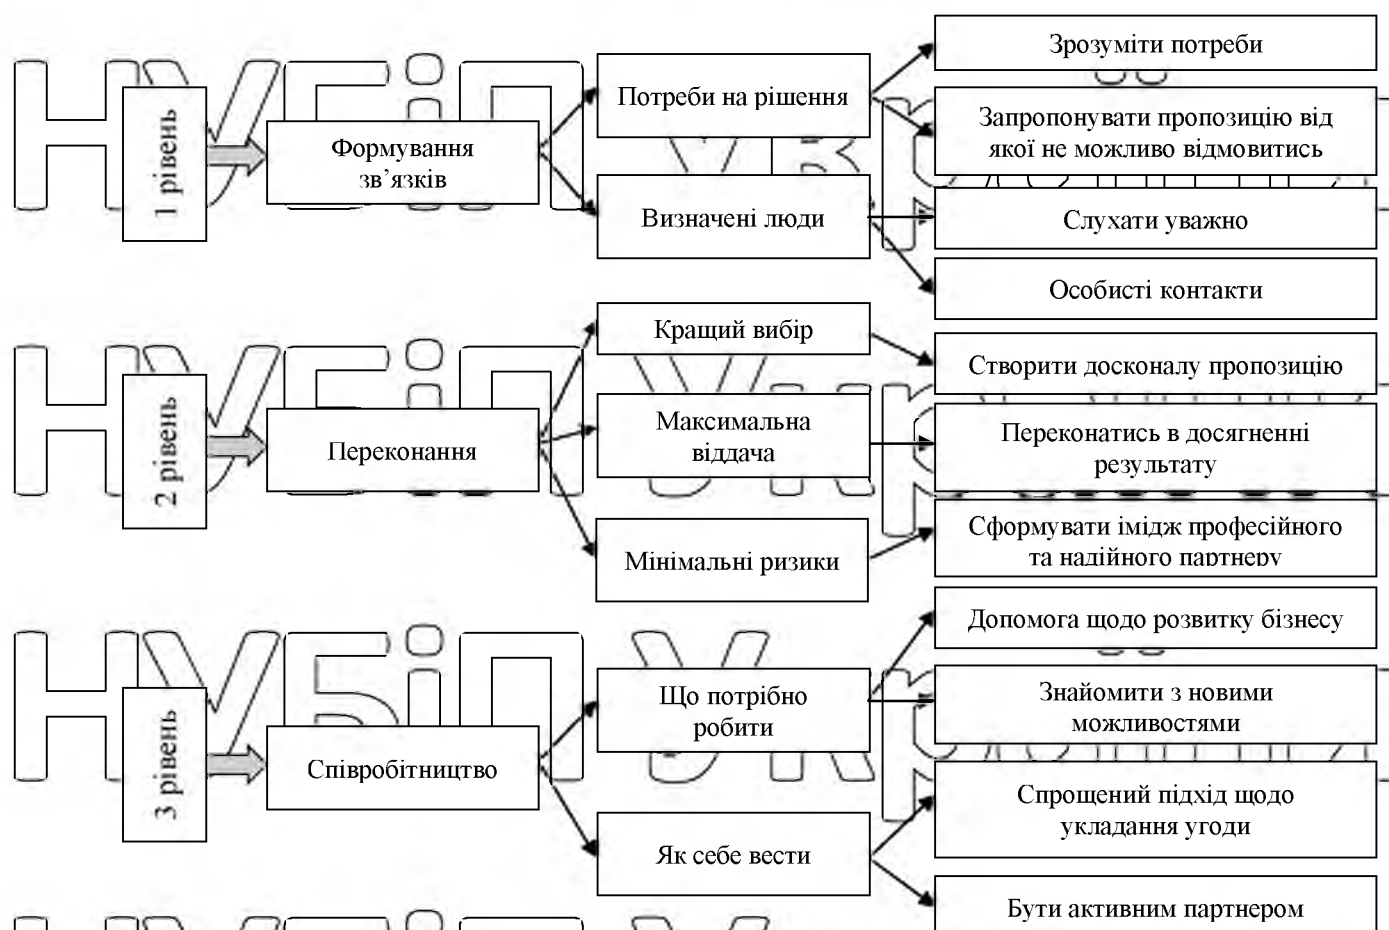 1 рівень
Формування
зв’язків
Потреби на рішення
Визначені люди
Зрозуміти потреби
Запропонувати пропозицію від
якої не можливо відмовитись
Слухати уважно
Особисті контакти
2 рівень
Переконання
Кращий вибір
Максимальна
віддача
Мінімальні ризики
Створити досконалу пропозицію
Переконатись в досягненні
результату
Сформувати імідж професійного
та надійного партнеру
3 рівень
Співробітництво
Що потрібно
робити
Як себе вести
Допомога щодо розвитку бізнесу
Знайомити з новими
можливостями
Спрощений підхід щодо
укладання угоди
Бути активним партнером